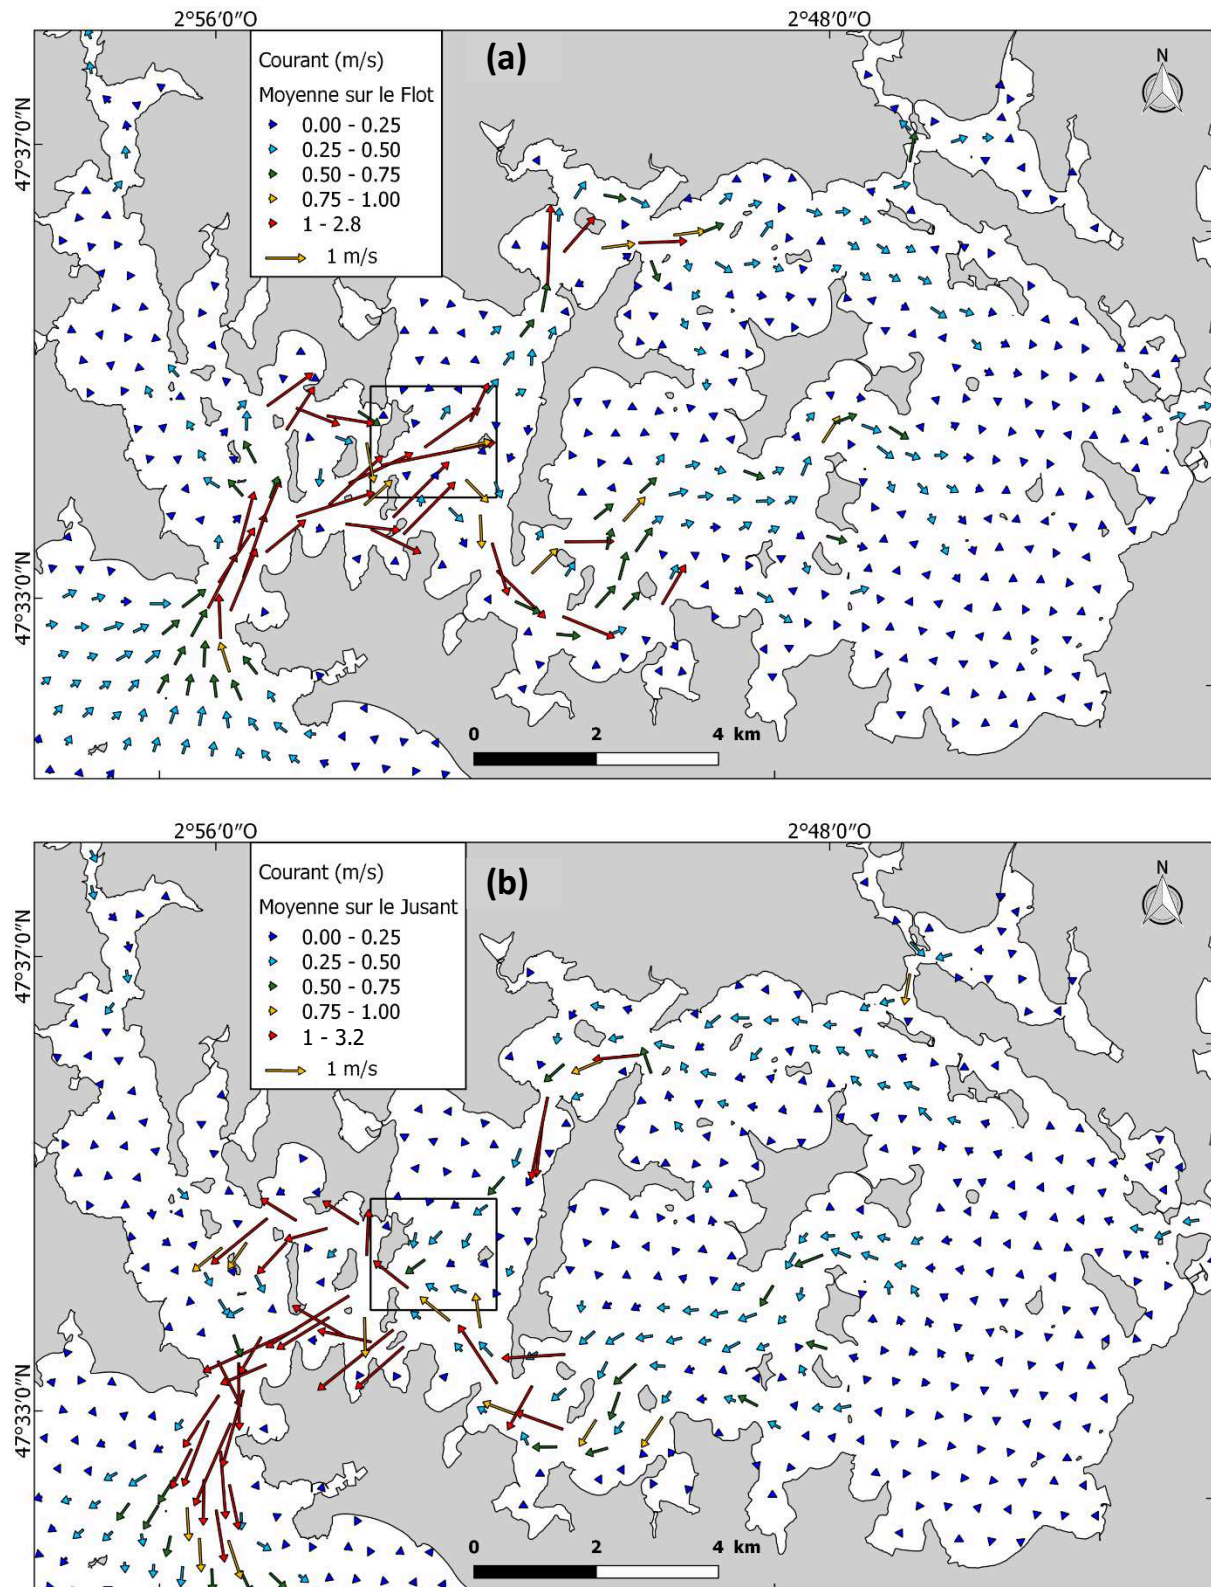 2°56′0″O 2°48′0″O
Courant (m/s)
Moyenne sur le Flot
0.00 - 0.25
0.25 - 0.50
0.50 - 0.75
0.75 - 1.00
1 - 2.8
1 m/s
(a)
N
47°37′0″N
47°33′0″N
0 2 4 km
2°56′0″O 2°48′0″O
Courant (m/s)
Moyenne sur le Jusant
0.00 - 0.25
0.25 - 0.50
0.50 - 0.75
0.75 - 1.00
1 - 3.2
1 m/s
(b)
N
47°37′0″N
47°33′0″N
0 2 4 km